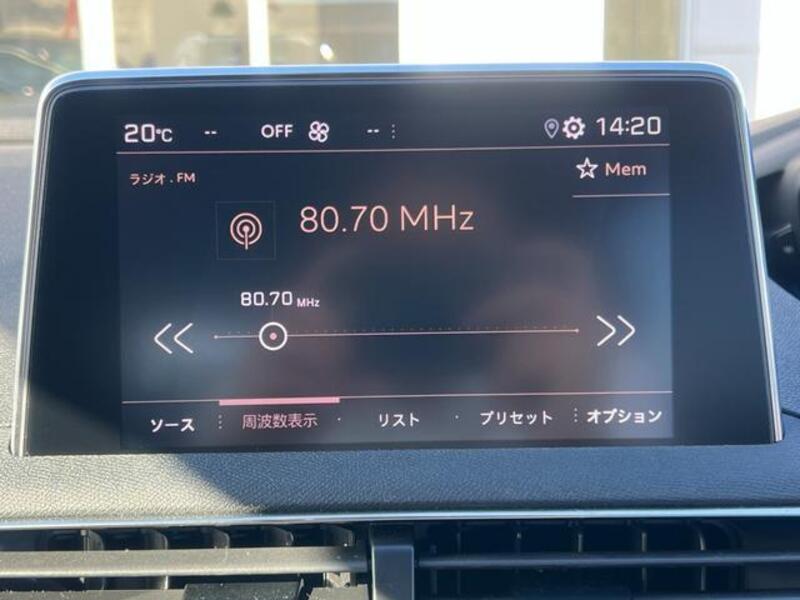 20°C -- OFF -- 14:20
ラジオ . FM
Mem
80.70 MHz
80.70 MHz
ソース 周波数表示 リスト プリセット オプション